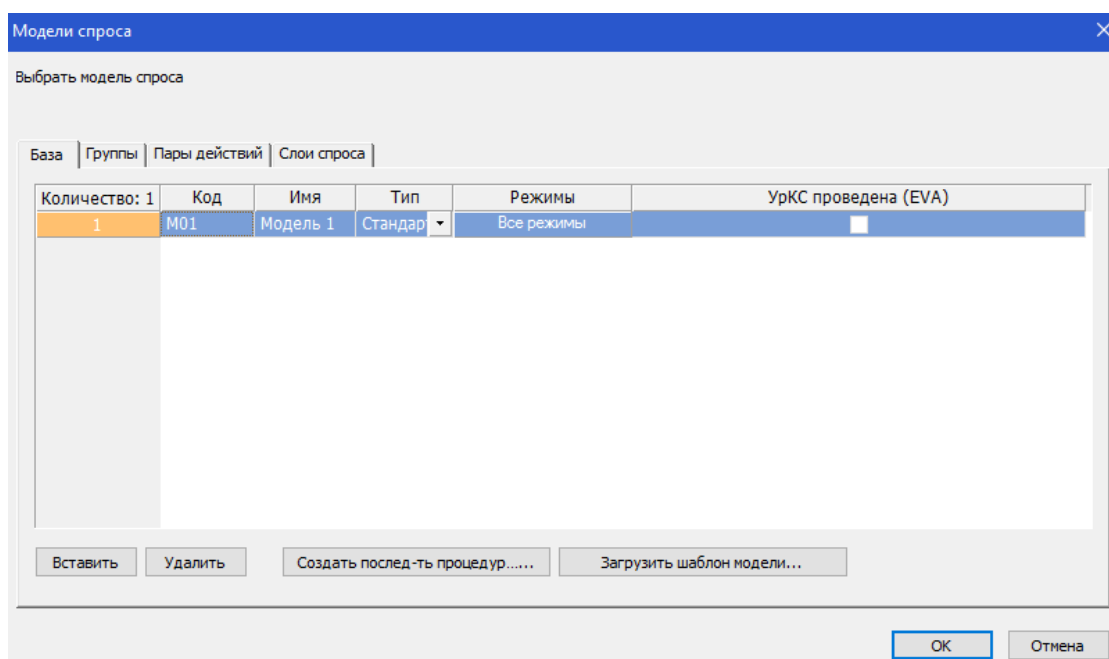 Модели спроса
Выбрать модель спроса
База Группы Пары действий Слои спроса
Количество: 1 Код Имя Тип Режимы УрКС проведена (EVA)
1 M01 Модель 1 Стандар Все режимы
Вставить Удалить Создать послед-ть процедур...... Загрузить шаблон модели...
OK Отмена